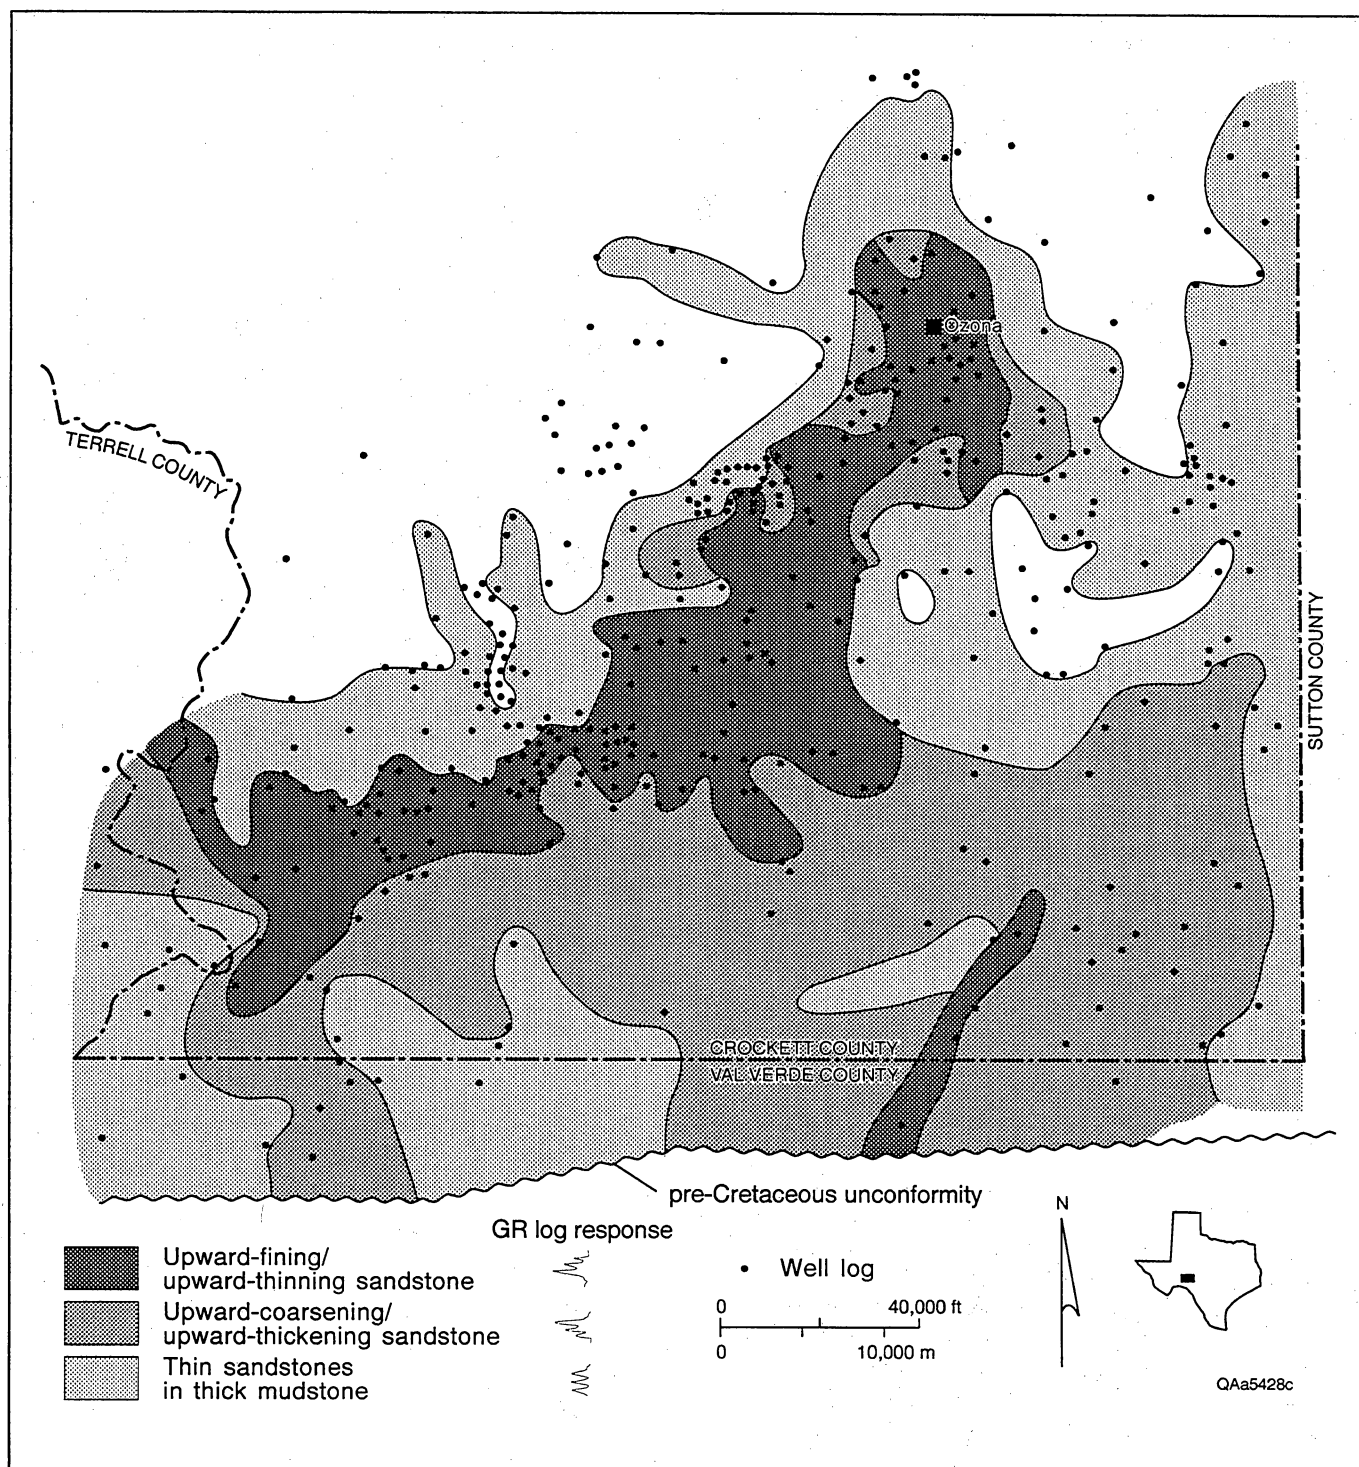 Ozona
TERRELL COUNTY
SUTTON COUNTY
CROCKETT COUNTY
VAL VERDE COUNTY
pre-Cretaceous unconformity
GR log response
Upward-fining/
upward-thinning sandstone
Upward-coarsening/
upward-thickening sandstone
Thin sandstones
in thick mudstone
Well log
0 40,000 ft
0 10,000 m
N
QAa5428c